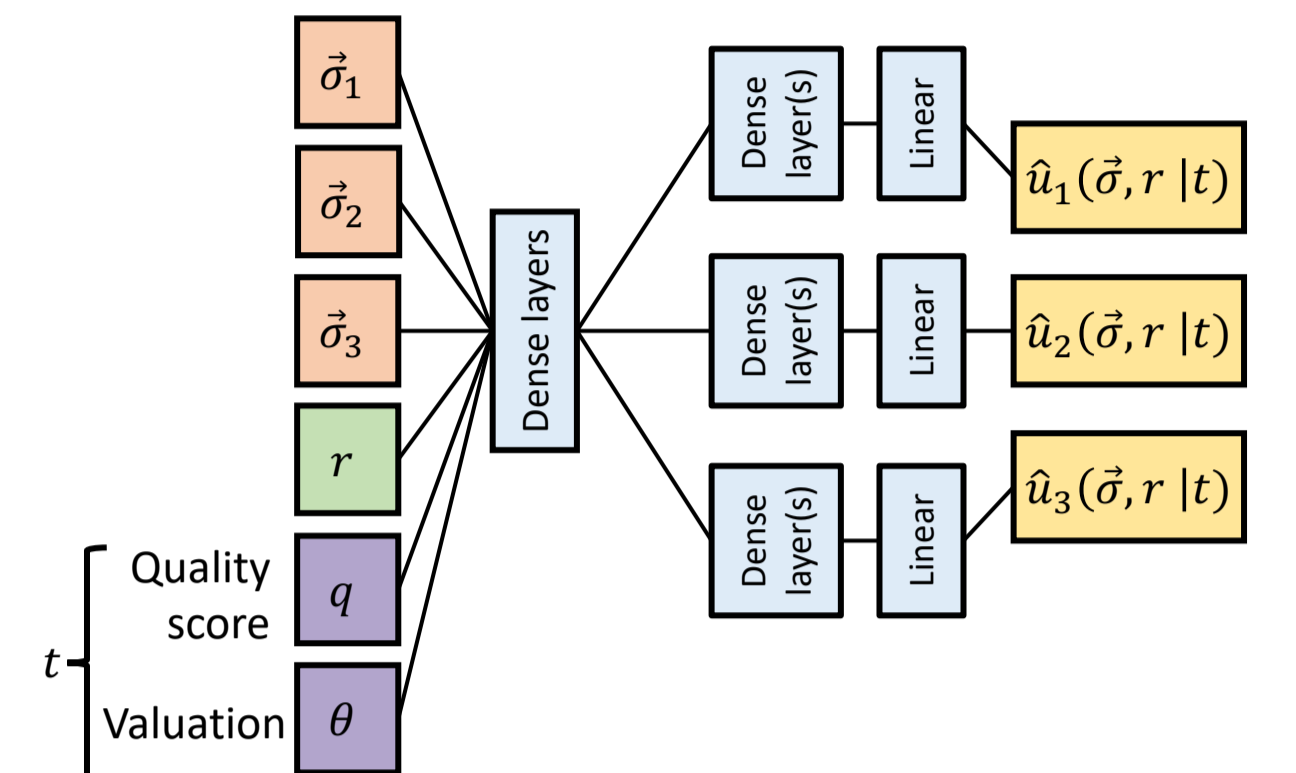 σ⃗₁
σ⃗₂
σ⃗₃
r
Quality
score
q
t
Valuation
θ
Dense layers
Dense
layer(s)
Linear
û₁(σ⃗, r |t)
Dense
layer(s)
Linear
û₂(σ⃗, r |t)
Dense
layer(s)
Linear
û₃(σ⃗, r |t)